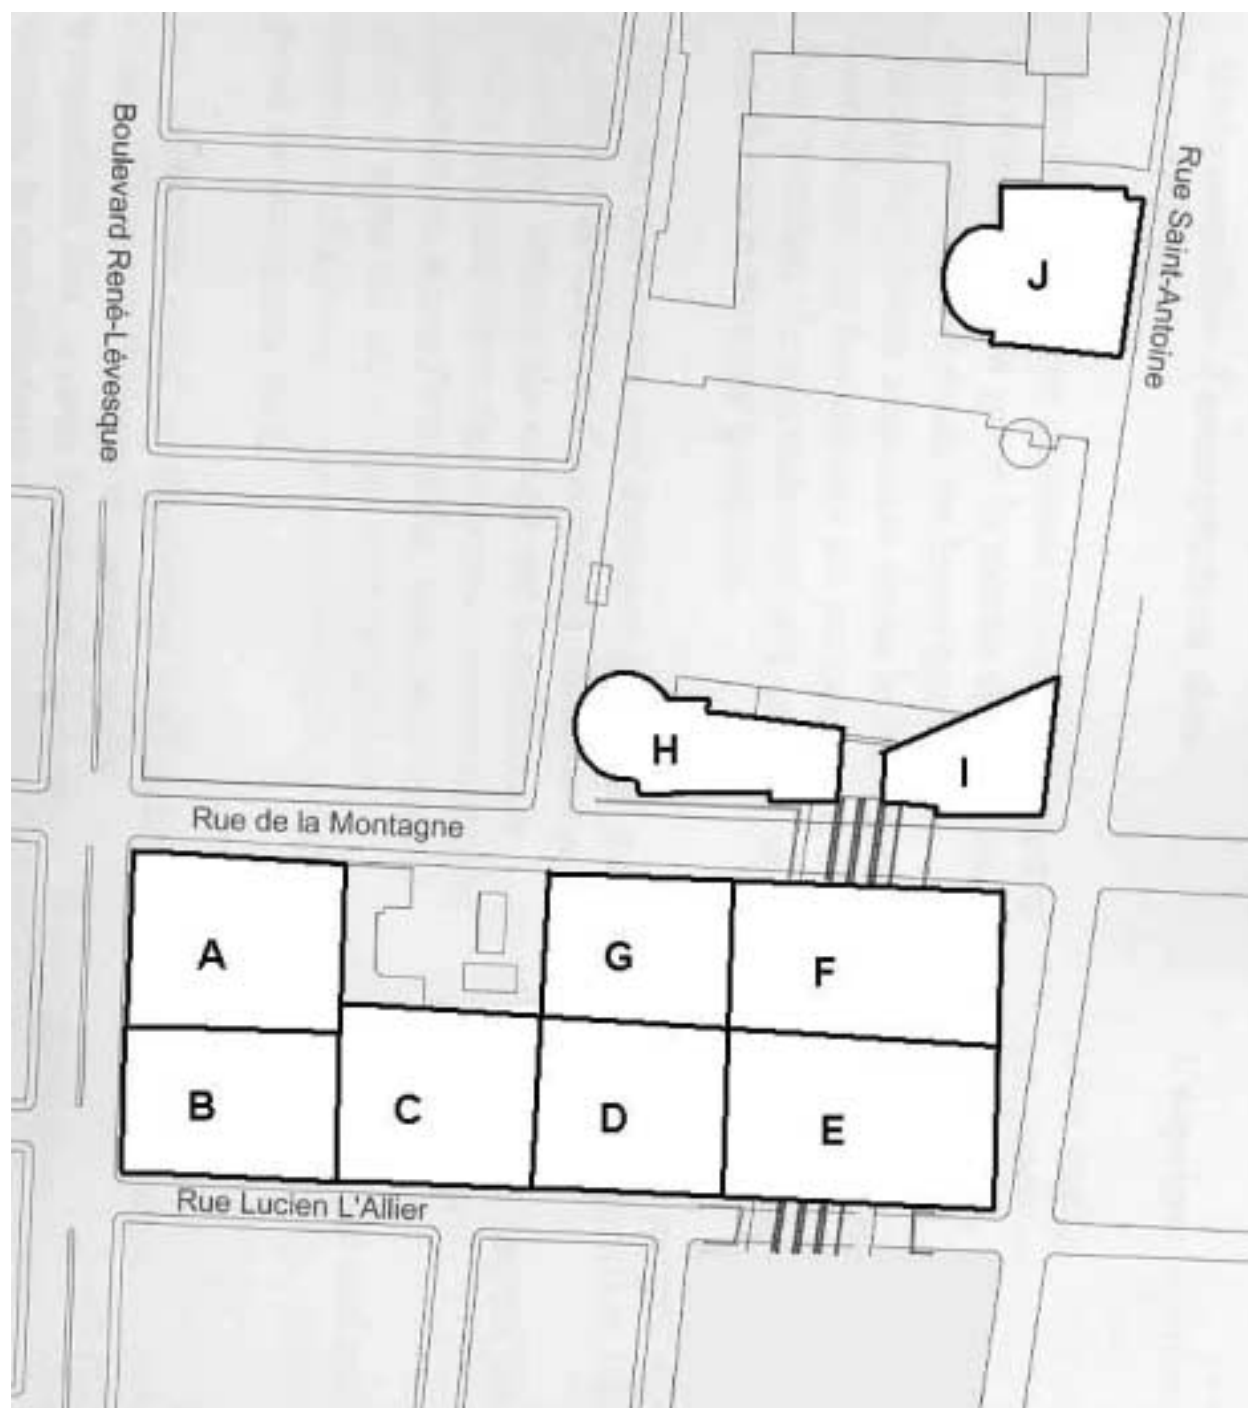 Boulevard René-Lévesque
Rue Saint-Antoine
J
H
I
Rue de la Montagne
A
G
F
B
C
D
E
Rue Lucien L'Allier